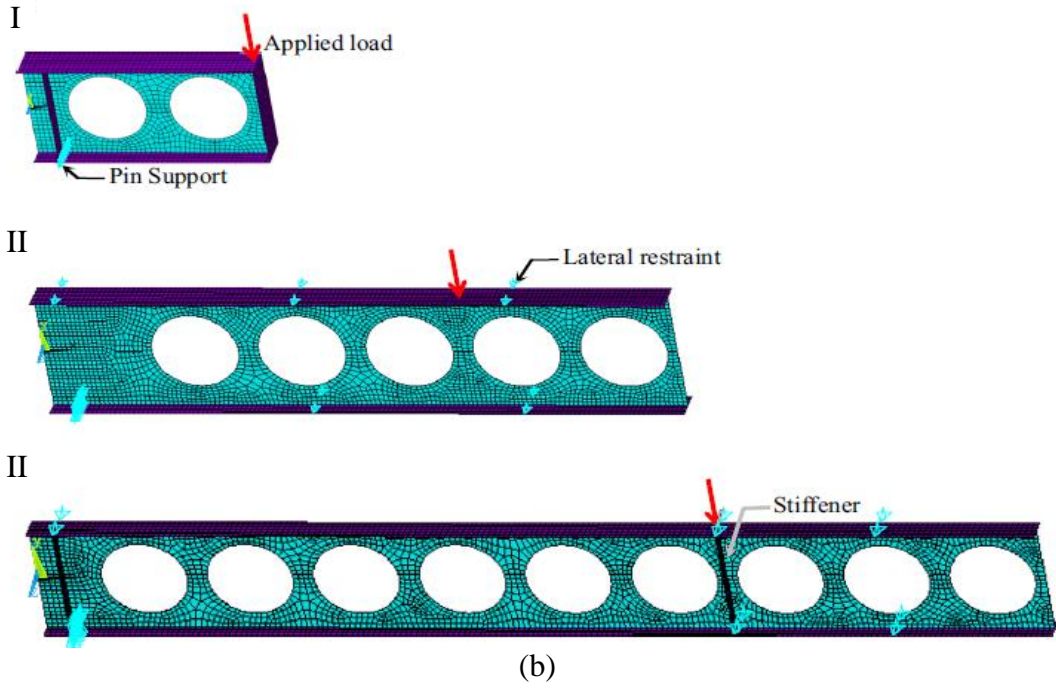 I
Applied load
Pin Support
II
Lateral restraint
II
Stiffener
(b)